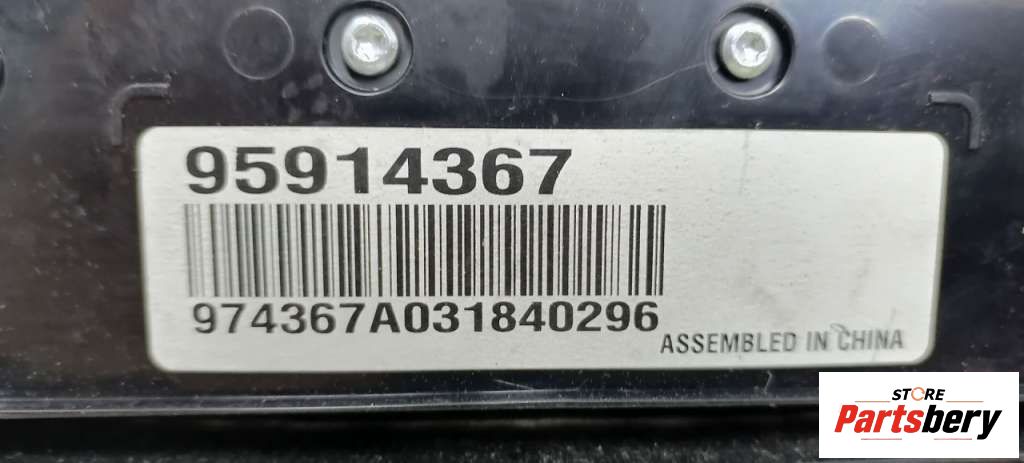 95914367
974367A031840296
ASSEMBLED IN CHINA
STORE
Partsbery